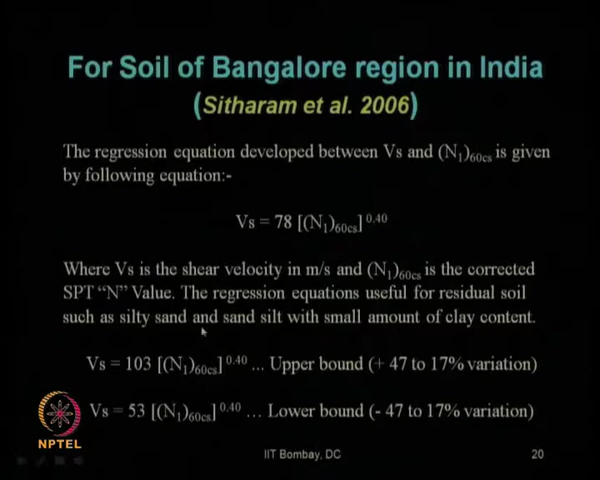 For Soil of Bangalore region in India
(Sitharam et al. 2006)
The regression equation developed between Vs and (N₁)₆₀cs is given
by following equation:-
Vs = 78 [(N₁)₆₀cs]⁰·⁴⁰
Where Vs is the shear velocity in m/s and (N₁)₆₀cs is the corrected
SPT “N” Value. The regression equations useful for residual soil
such as silty sand and sand silt with small amount of clay content.
Vs = 103 [(N₁)₆₀cs]⁰·⁴⁰ ... Upper bound (+ 47 to 17% variation)
Vs = 53 [(N₁)₆₀cs]⁰·⁴⁰ ... Lower bound (- 47 to 17% variation)
NPTEL
IIT Bombay, DC
20